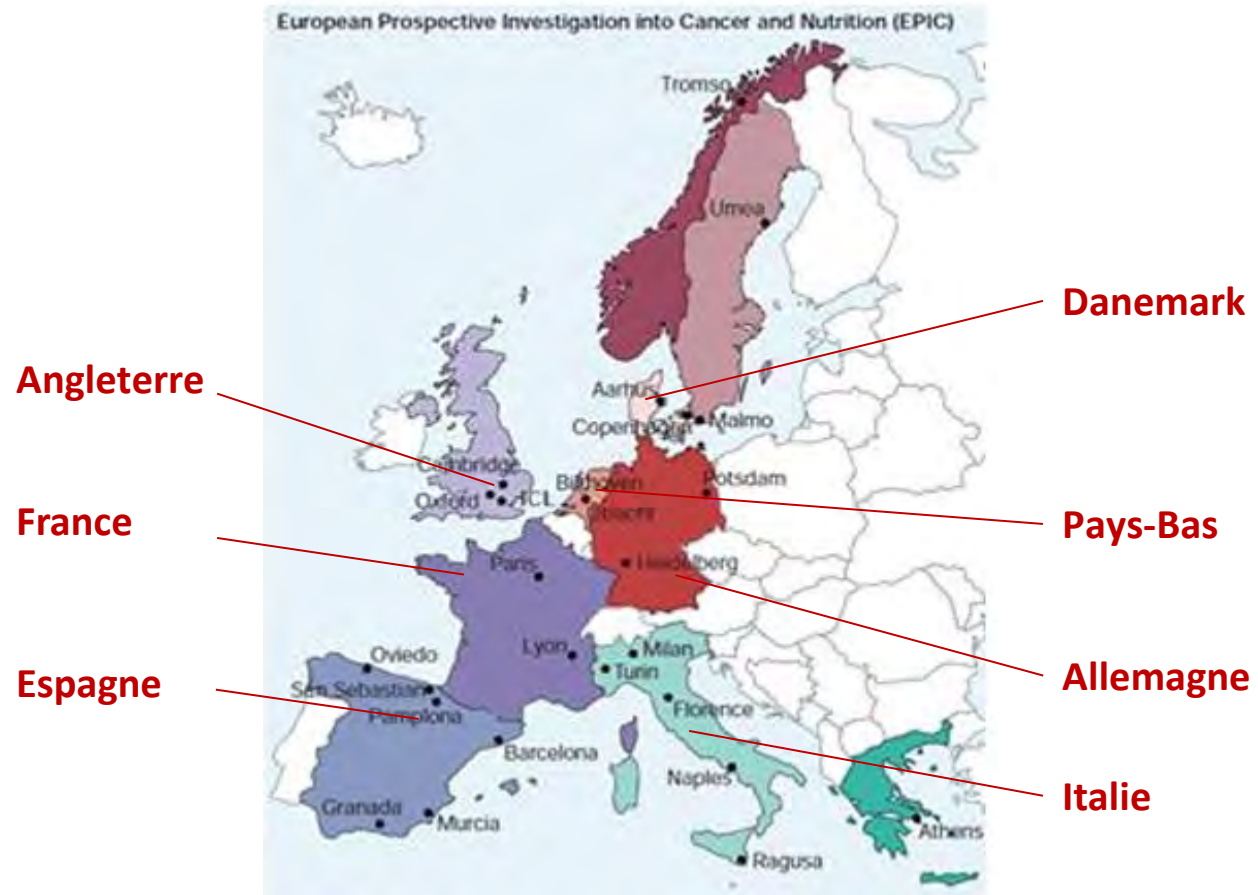 European Prospective Investigation into Cancer and Nutrition (EPIC)
Tromso
Umea
Danemark
Angleterre
Aarhus
Malmo
Copenhagen
Cambridge
Bilthoven
Potsdam
Oxford
Utrecht
France
Pays-Bas
Paris
Heidelberg
Oviedo
Lyon
Milan
Turin
Espagne
San Sebastian
Allemagne
Pamplona
Florence
Barcelona
Naples
Italie
Granada
Murcia
Athens
Ragusa